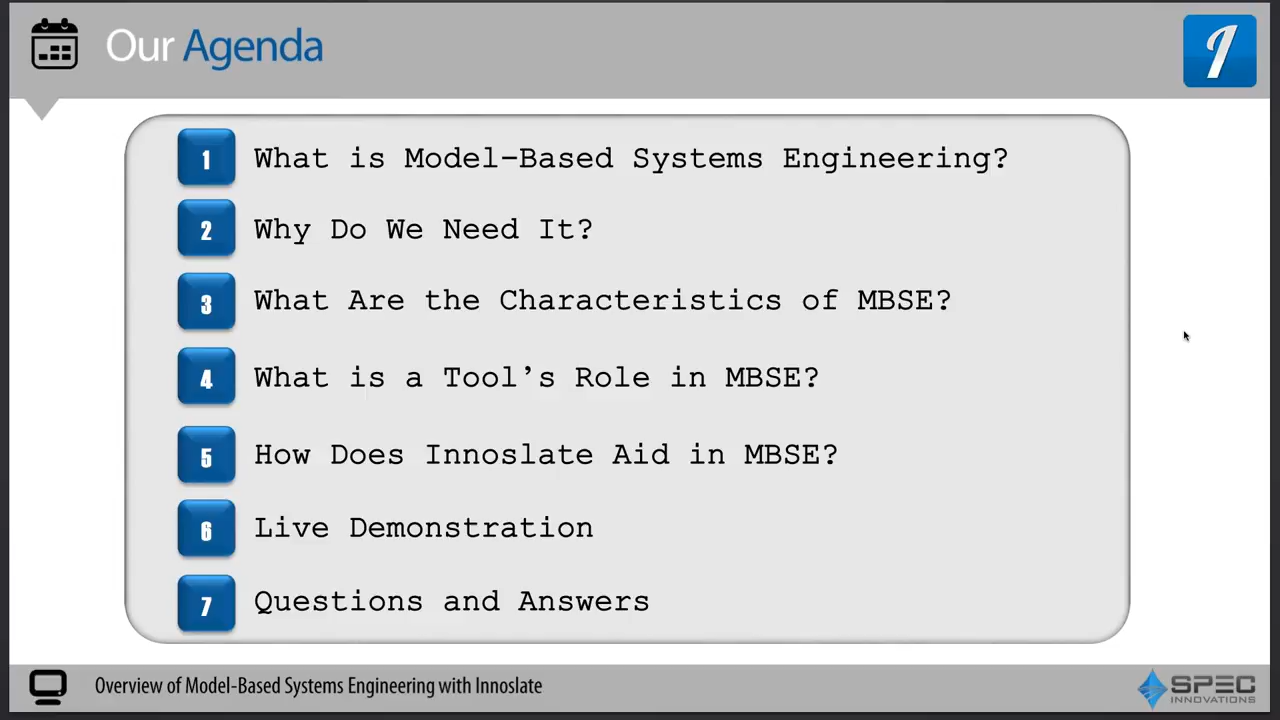 Our Agenda
I
1 What is Model-Based Systems Engineering?
2 Why Do We Need It?
3 What Are the Characteristics of MBSE?
4 What is a Tool’s Role in MBSE?
5 How Does Innoslate Aid in MBSE?
6 Live Demonstration
7 Questions and Answers
Overview of Model-Based Systems Engineering with Innoslate
SPEC
INNOVATIONS